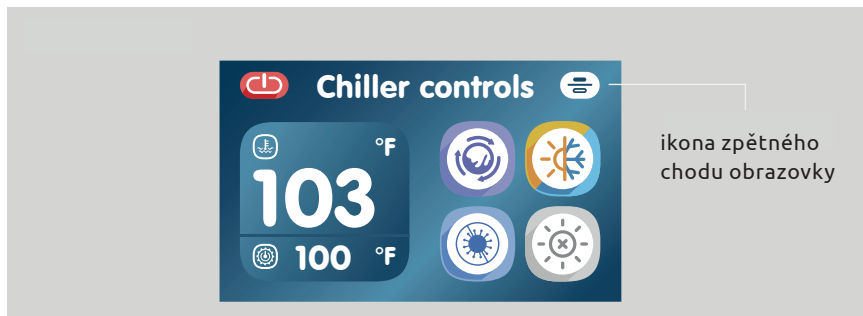 Chiller controls
°F
103
100 °F
ikona zpětného
chodu obrazovky